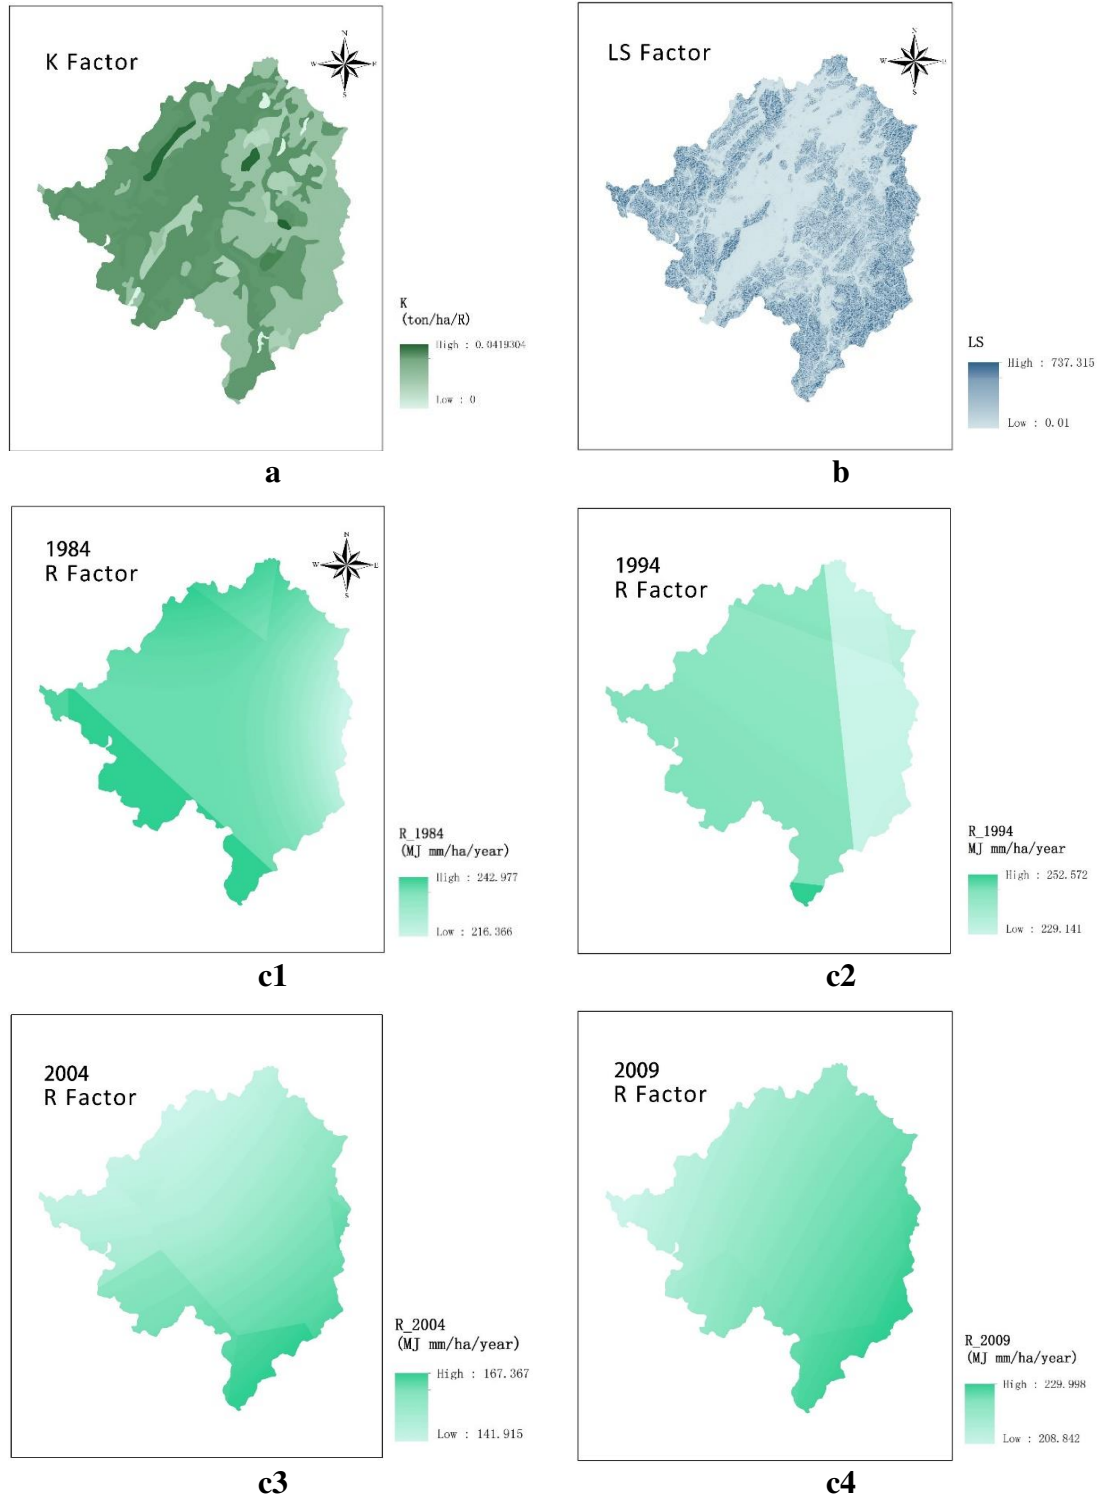 K Factor
N
W
E
S
K
(ton/ha/R)
High : 0.0419304
Low : 0
a
LS Factor
N
W
E
S
LS
High : 737.315
Low : 0.01
b
1984
R Factor
N
W
E
S
R_1984
(MJ mm/ha/year)
High : 242.977
Low : 216.366
c1
1994
R Factor
R_1994
MJ mm/ha/year
High : 252.572
Low : 229.141
c2
2004
R Factor
R_2004
(MJ mm/ha/year)
High : 167.367
Low : 141.915
c3
2009
R Factor
R_2009
(MJ mm/ha/year)
High : 229.998
Low : 208.842
c4